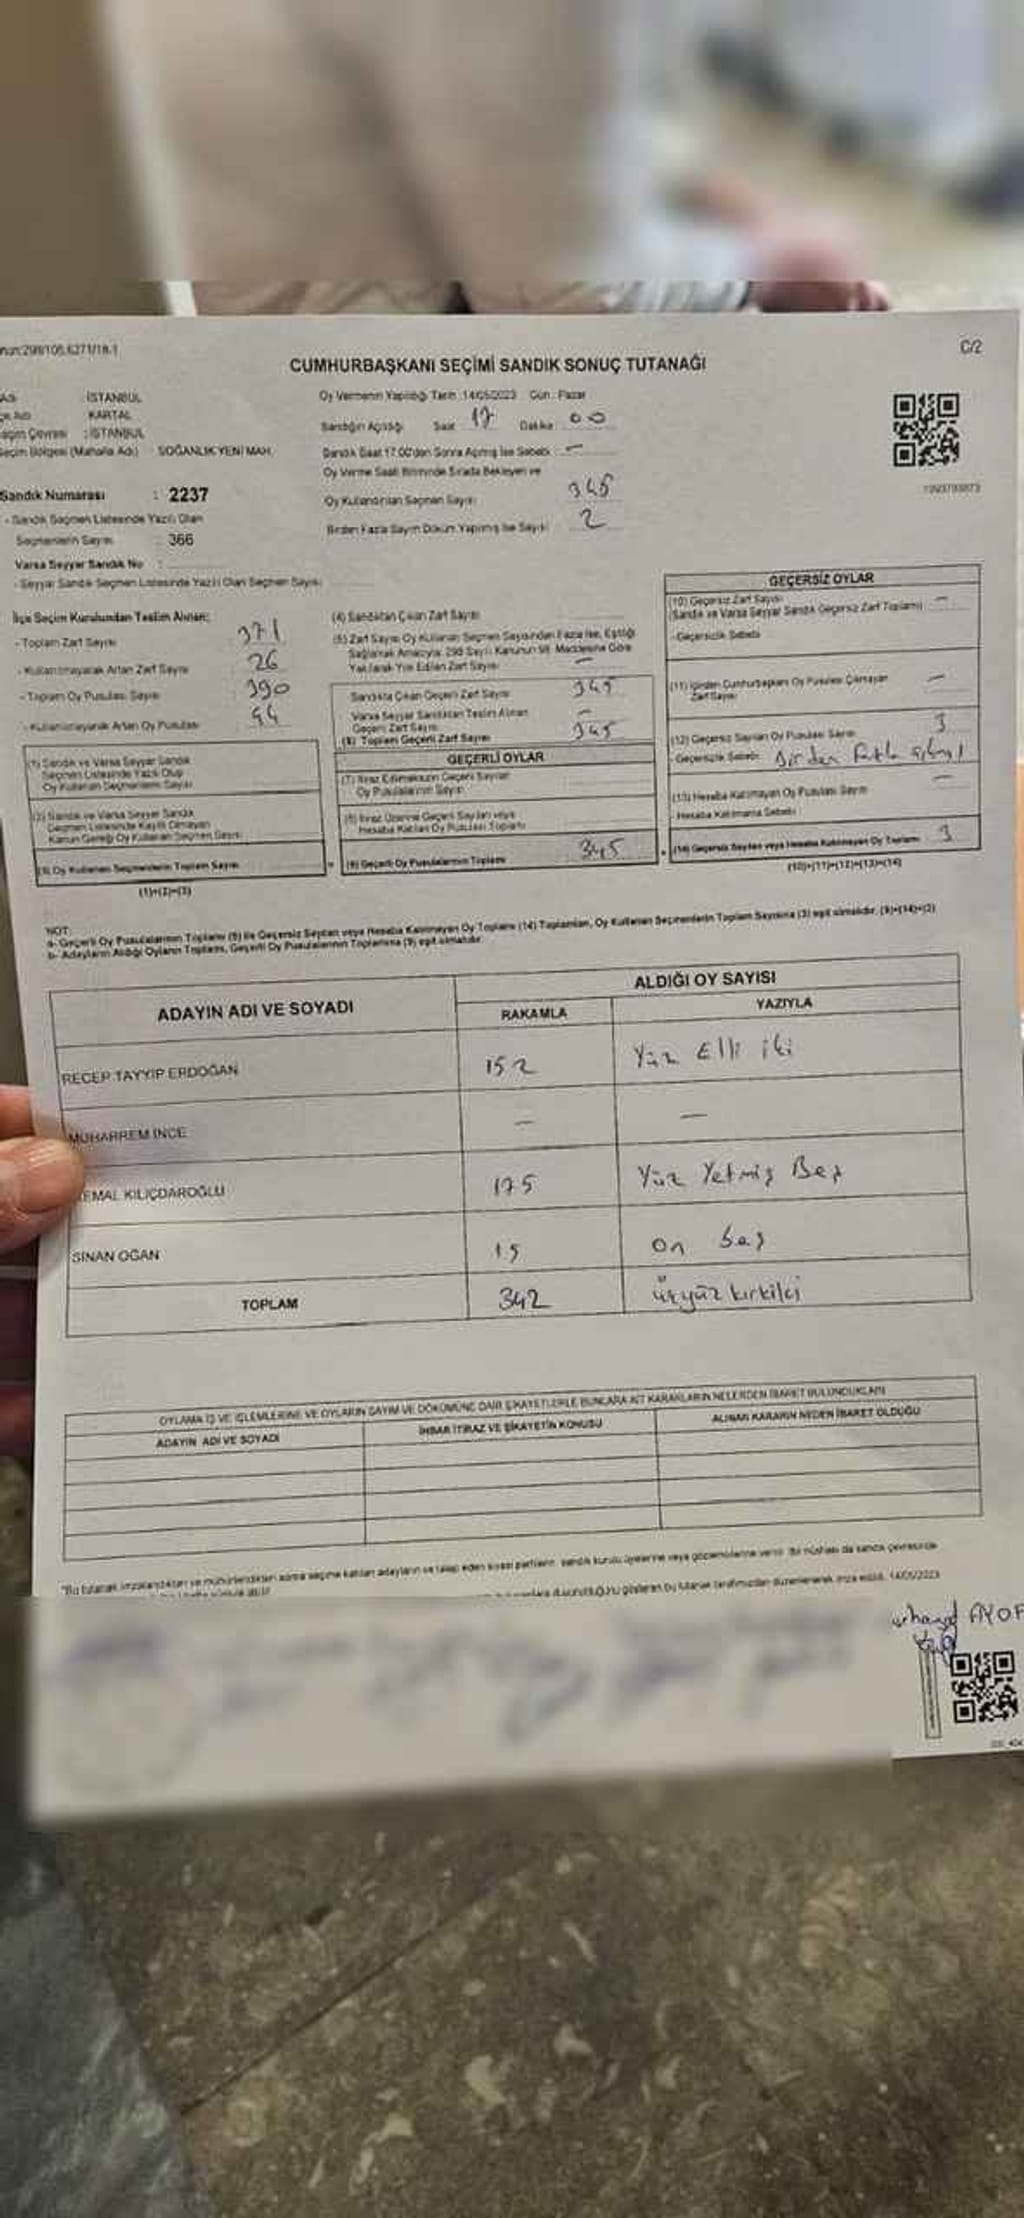 CUMHURBAŞKANI SEÇİMİ SANDIK SONUÇ TUTANAĞI
C/2
İSTANBUL
KARTAL
İSTANBUL
Seçim Bölgesi (Mahalle Adı) SOĞANLIK YENİ MAH.
Sandık Numarası : 2237
- Sandık Seçmen Listesinde Yazılı Olan
Seçmenlerin Sayısı 366
Varsa Seyyar Sandık No :
- Seyyar Sandık Seçmen Listesinde Yazılı Olan Seçmen Sayısı
Oy Vermenin Yapıldığı Tarih :14/05/2023 Gün : Pazar
Sandığın Açıldığı Saat 17 Dakika 00
Sandık Saat 17.00'den Sonra Açılmış İse Sebebi —
Oy Verme Saati Bitiminde Sırada Bekleyen ve
Oy Kullandırılan Seçmen Sayısı 345
Birden Fazla Sayım Döküm Yapılmış İse Sayısı 2
İlçe Seçim Kurulundan Teslim Alınan;
- Toplam Zarf Sayısı 371
- Kullanılmayarak Artan Zarf Sayısı 26
- Toplam Oy Pusulası Sayısı 390
- Kullanılmayarak Artan Oy Pusulası 44
(1) Sandık ve Varsa Seyyar Sandık
Seçmen Listesinde Yazılı Olup
Oy Kullanan Seçmenlerin Sayısı
(2) Sandık ve Varsa Seyyar Sandık
Seçmen Listesinde Kayıtlı Olmayan
Kanun Gereği Oy Kullanan Seçmen Sayısı
(3) Oy Kullanan Seçmenlerin Toplam Sayısı
(1)+(2)=(3)
(4) Sandıktan Çıkan Zarf Sayısı
(5) Zarf Sayısı Oy Kullanan Seçmen Sayısından Fazla İse, Eşitliği
Sağlamak Amacıyla 298 Sayılı Kanunun 98. Maddesine Göre
Yakılarak Yok Edilen Zarf Sayısı —
Sandıkta Çıkan Geçerli Zarf Sayısı 345
Varsa Seyyar Sandıktan Teslim Alınan
Geçerli Zarf Sayısı —
(6) Toplam Geçerli Zarf Sayısı 345
GEÇERLİ OYLAR
(7) İtiraz Edilmeksizin Geçerli Sayılan
Oy Pusulalarının Sayısı
(8) İtiraz Üzerine Geçerli Sayılan veya
Hesaba Katılan Oy Pusulası Toplamı
(9) Geçerli Oy Pusulalarının Toplamı 345
GEÇERSİZ OYLAR
(10) Geçersiz Zarf Sayısı —
(Sandık ve Varsa Seyyar Sandık Geçersiz Zarf Toplamı)
- Geçersizlik Sebebi
(11) İçinden Cumhurbaşkanı Oy Pusulası Çıkmayan —
Zarf Sayısı
(12) Geçersiz Sayılan Oy Pusulası Sayısı 3
- Geçersizlik Sebebi Birden Fazla
(13) Hesaba Katılmayan Oy Pusulası Sayısı —
- Hesaba Katılmama Sebebi
(14) Geçersiz Sayılan veya Hesaba Katılmayan Oy Toplamı 3
(10)+(11)+(12)+(13)=(14)
NOT:
a- Geçerli Oy Pusulalarının Toplamı (9) ile Geçersiz Sayılan veya Hesaba Katılmayan Oy Toplamı (14) Toplamları, Oy Kullanan Seçmenlerin Toplam Sayısına (3) eşit olmalıdır. (9)+(14)=(3)
b- Adayların Aldığı Oyların Toplamı, Geçerli Oy Pusulalarının Toplamına (9) eşit olmalıdır.
ADAYIN ADI VE SOYADI
ALDIĞI OY SAYISI
RAKAMLA YAZIYLA
RECEP TAYYİP ERDOĞAN 152 Yüz Elli iki
MUHARREM İNCE — —
KEMAL KILIÇDAROĞLU 175 Yüz Yetmiş Beş
SİNAN OĞAN 15 On beş
TOPLAM 342 üçyüz kırkiki
OYLAMA İŞ VE İŞLEMLERİNE VE OYLARIN SAYIM VE DÖKÜMÜNE DAİR ŞİKAYETLERLE BUNLARA AİT KARARLARIN NELERDEN İBARET BULUNDUKLARI
ADAYIN ADI VE SOYADI
İHBAR İTİRAZ VE ŞİKAYETİN KONUSU
ALINAN KARARIN NEDEN İBARET OLDUĞU
"Bu tutanak imzalandıktan ve mühürlendikten sonra seçime katılan adayların ve talep eden siyasi partilerin sandık kurulu üyelerine veya gözlemcilerine verilir. Bir nüshası da sandık çevresinde
gösteren bu tutanak tarafımızdan düzenlenerek imza edildi. 14/05/2023